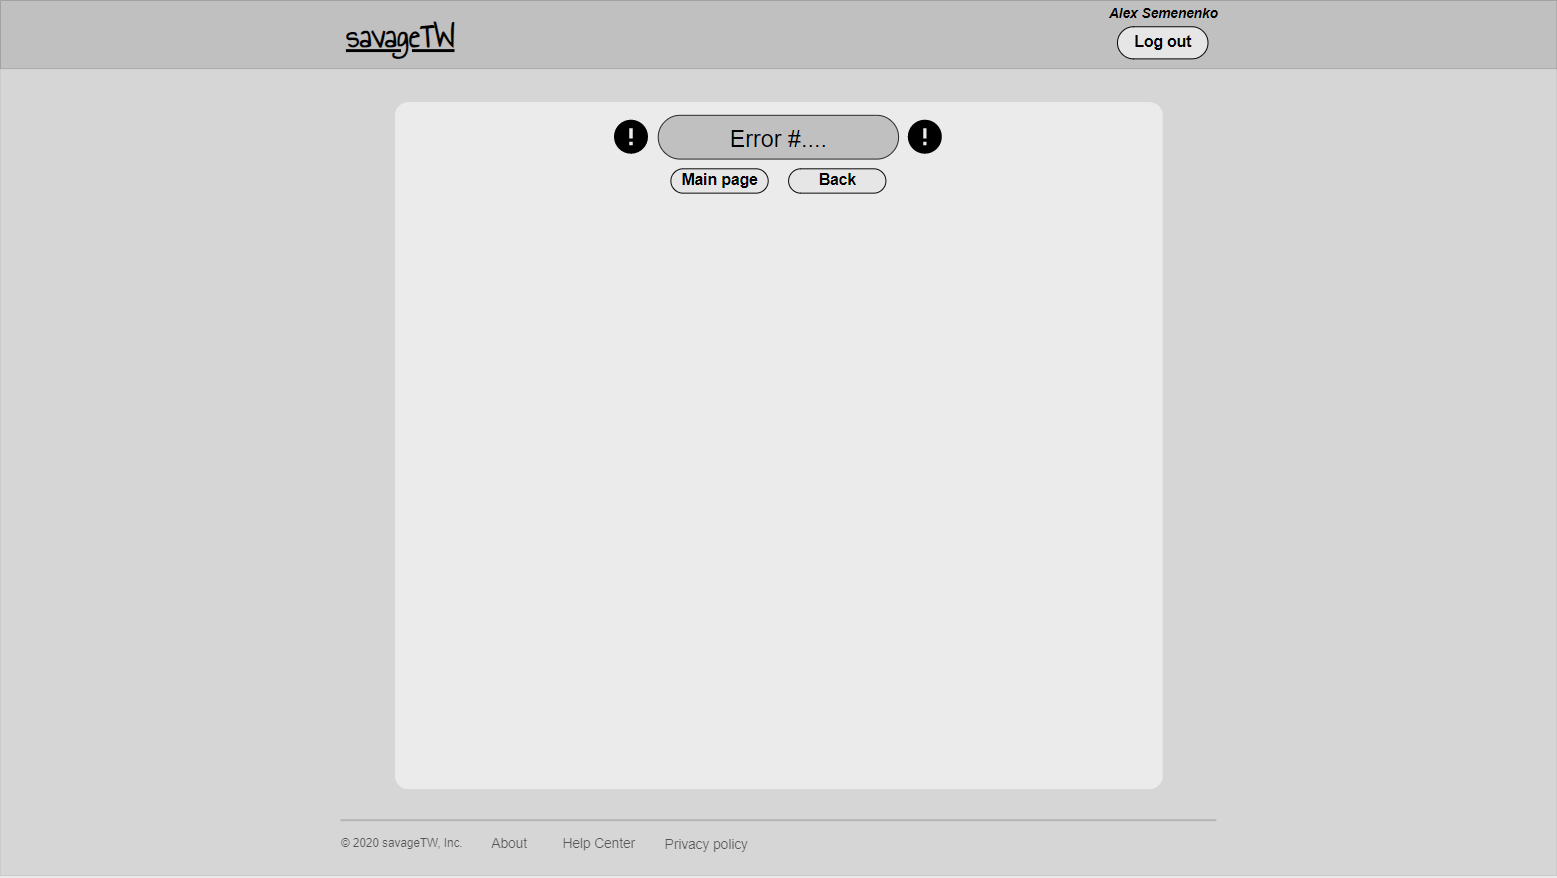 savageTW
Alex Semenenko
Log out
Error #....
Main page
Back
© 2020 savageTW, Inc.
About
Help Center
Privacy policy